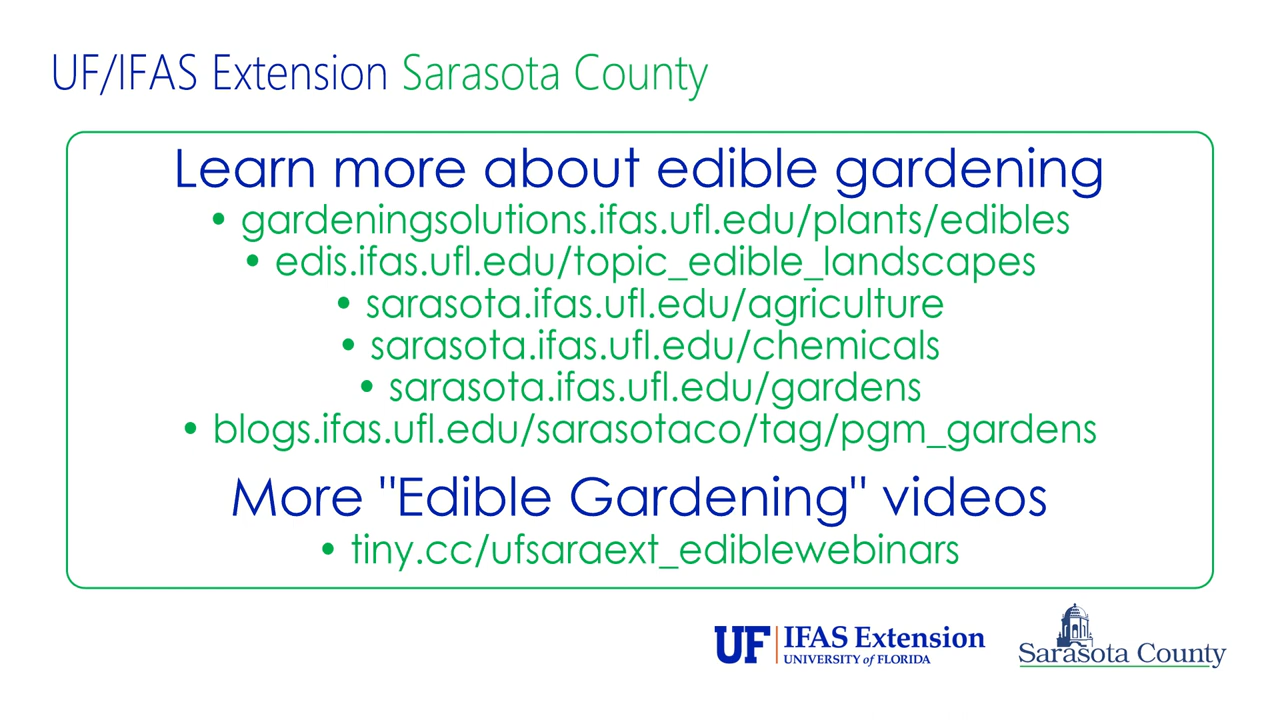 UF/IFAS Extension Sarasota County
Learn more about edible gardening
• gardeningsolutions.ifas.ufl.edu/plants/edibles
• edis.ifas.ufl.edu/topic_edible_landscapes
• sarasota.ifas.ufl.edu/agriculture
• sarasota.ifas.ufl.edu/chemicals
• sarasota.ifas.ufl.edu/gardens
• blogs.ifas.ufl.edu/sarasotaco/tag/pgm_gardens
More "Edible Gardening" videos
• tiny.cc/ufsaraext_ediblewebinars
UF IFAS Extension
UNIVERSITY of FLORIDA
Sarasota County